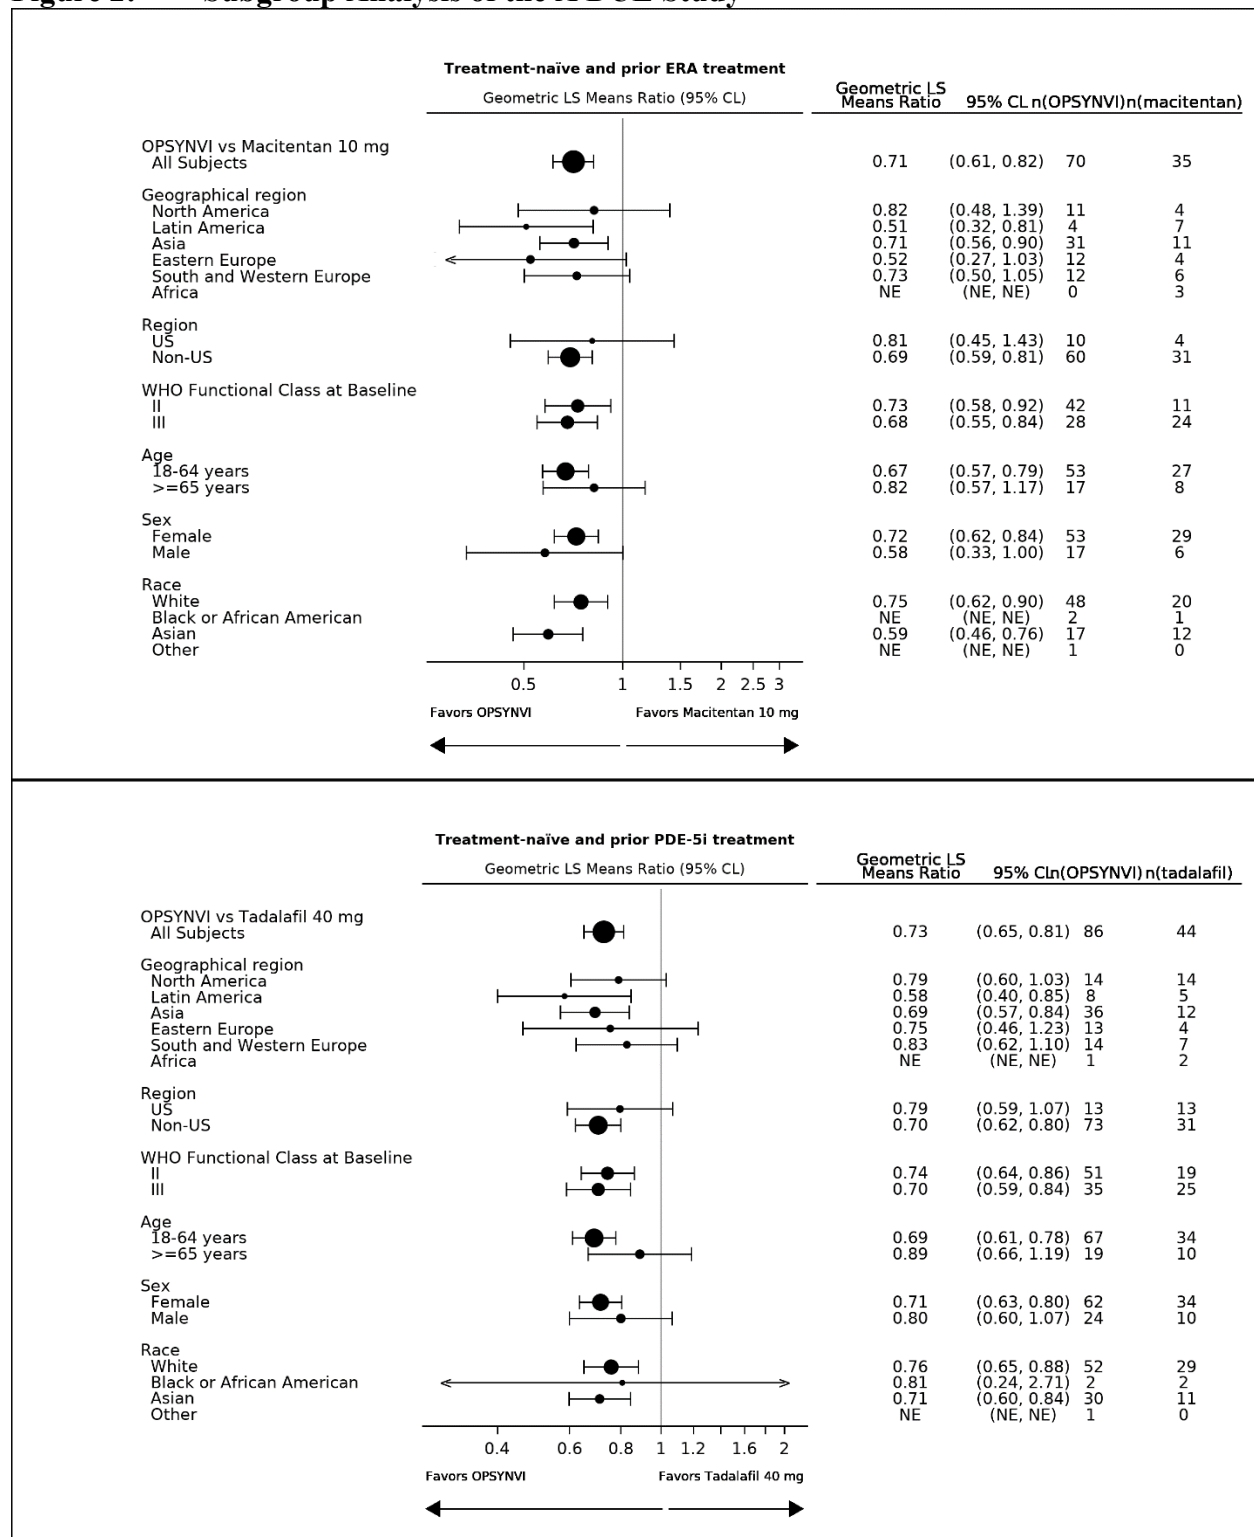 Figure 2. Subgroup Analysis of the A DUE Study
Treatment-naïve and prior ERA treatment
Geometric LS Means Ratio (95% CL)
Geometric LS
Means Ratio 95% CL n(OPSYNVI) n(macitentan)
OPSYNVI vs Macitentan 10 mg
All Subjects 0.71 (0.61, 0.82) 70 35
Geographical region
North America 0.82 (0.48, 1.39) 11 4
Latin America 0.51 (0.32, 0.81) 4 7
Asia 0.71 (0.56, 0.90) 31 11
Eastern Europe 0.52 (0.27, 1.03) 12 4
South and Western Europe 0.73 (0.50, 1.05) 12 6
Africa NE (NE, NE) 0 3
Region
US 0.81 (0.45, 1.43) 10 4
Non-US 0.69 (0.59, 0.81) 60 31
WHO Functional Class at Baseline
II 0.73 (0.58, 0.92) 42 11
III 0.68 (0.55, 0.84) 28 24
Age
18-64 years 0.67 (0.57, 0.79) 53 27
>=65 years 0.82 (0.57, 1.17) 17 8
Sex
Female 0.72 (0.62, 0.84) 53 29
Male 0.58 (0.33, 1.00) 17 6
Race
White 0.75 (0.62, 0.90) 48 20
Black or African American NE (NE, NE) 2 1
Asian 0.59 (0.46, 0.76) 17 12
Other NE (NE, NE) 1 0
0.5 1 1.5 2 2.5 3
Favors OPSYNVI Favors Macitentan 10 mg
Treatment-naïve and prior PDE-5i treatment
Geometric LS Means Ratio (95% CL)
Geometric LS
Means Ratio 95% CL n(OPSYNVI) n(tadalafil)
OPSYNVI vs Tadalafil 40 mg
All Subjects 0.73 (0.65, 0.81) 86 44
Geographical region
North America 0.79 (0.60, 1.03) 14 14
Latin America 0.58 (0.40, 0.85) 8 5
Asia 0.69 (0.57, 0.84) 36 12
Eastern Europe 0.75 (0.46, 1.23) 13 4
South and Western Europe 0.83 (0.62, 1.10) 14 7
Africa NE (NE, NE) 1 2
Region
US 0.79 (0.59, 1.07) 13 13
Non-US 0.70 (0.62, 0.80) 73 31
WHO Functional Class at Baseline
II 0.74 (0.64, 0.86) 51 19
III 0.70 (0.59, 0.84) 35 25
Age
18-64 years 0.69 (0.61, 0.78) 67 34
>=65 years 0.89 (0.66, 1.19) 19 10
Sex
Female 0.71 (0.63, 0.80) 62 34
Male 0.80 (0.60, 1.07) 24 10
Race
White 0.76 (0.65, 0.88) 52 29
Black or African American 0.81 (0.24, 2.71) 2 2
Asian 0.71 (0.60, 0.84) 30 11
Other NE (NE, NE) 1 0
0.4 0.6 0.8 1 1.2 1.6 2
Favors OPSYNVI Favors Tadalafil 40 mg